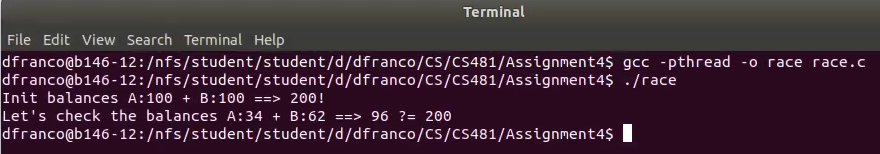 Terminal
File Edit View Search Terminal Help
dfranco@b146-12:/nfs/student/student/d/dfranco/CS/CS481/Assignment4$ gcc -pthread -o race race.c
dfranco@b146-12:/nfs/student/student/d/dfranco/CS/CS481/Assignment4$ ./race
Init balances A:100 + B:100 ==> 200!
Let's check the balances A:34 + B:62 ==> 96 ?= 200
dfranco@b146-12:/nfs/student/student/d/dfranco/CS/CS481/Assignment4$